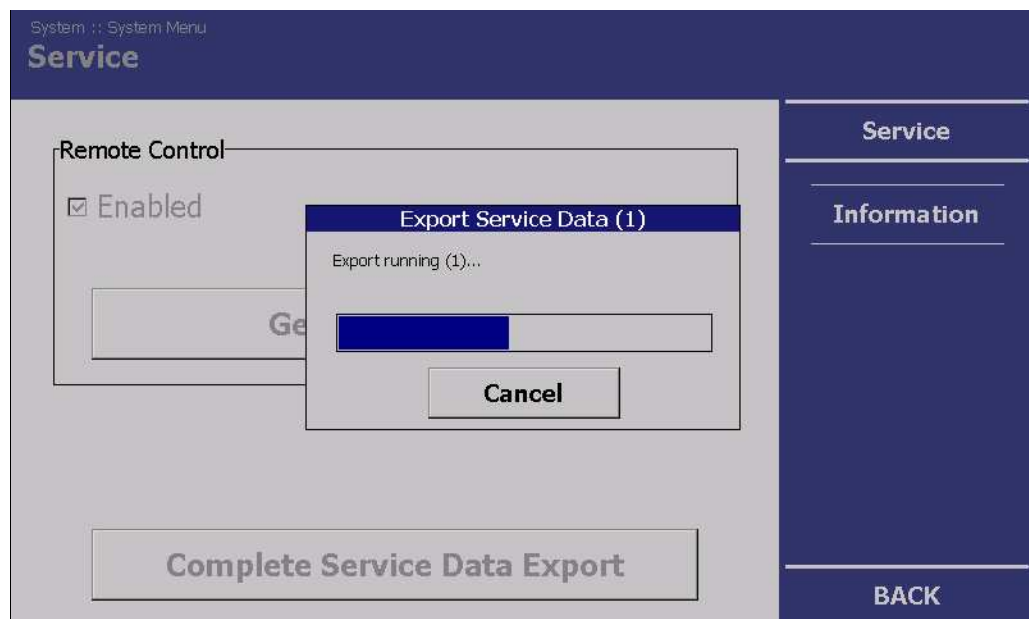 System :: System Menu
Service
Remote Control
Enabled
Ge
Export Service Data (1)
Export running (1)...
Cancel
Complete Service Data Export
Service
Information
BACK